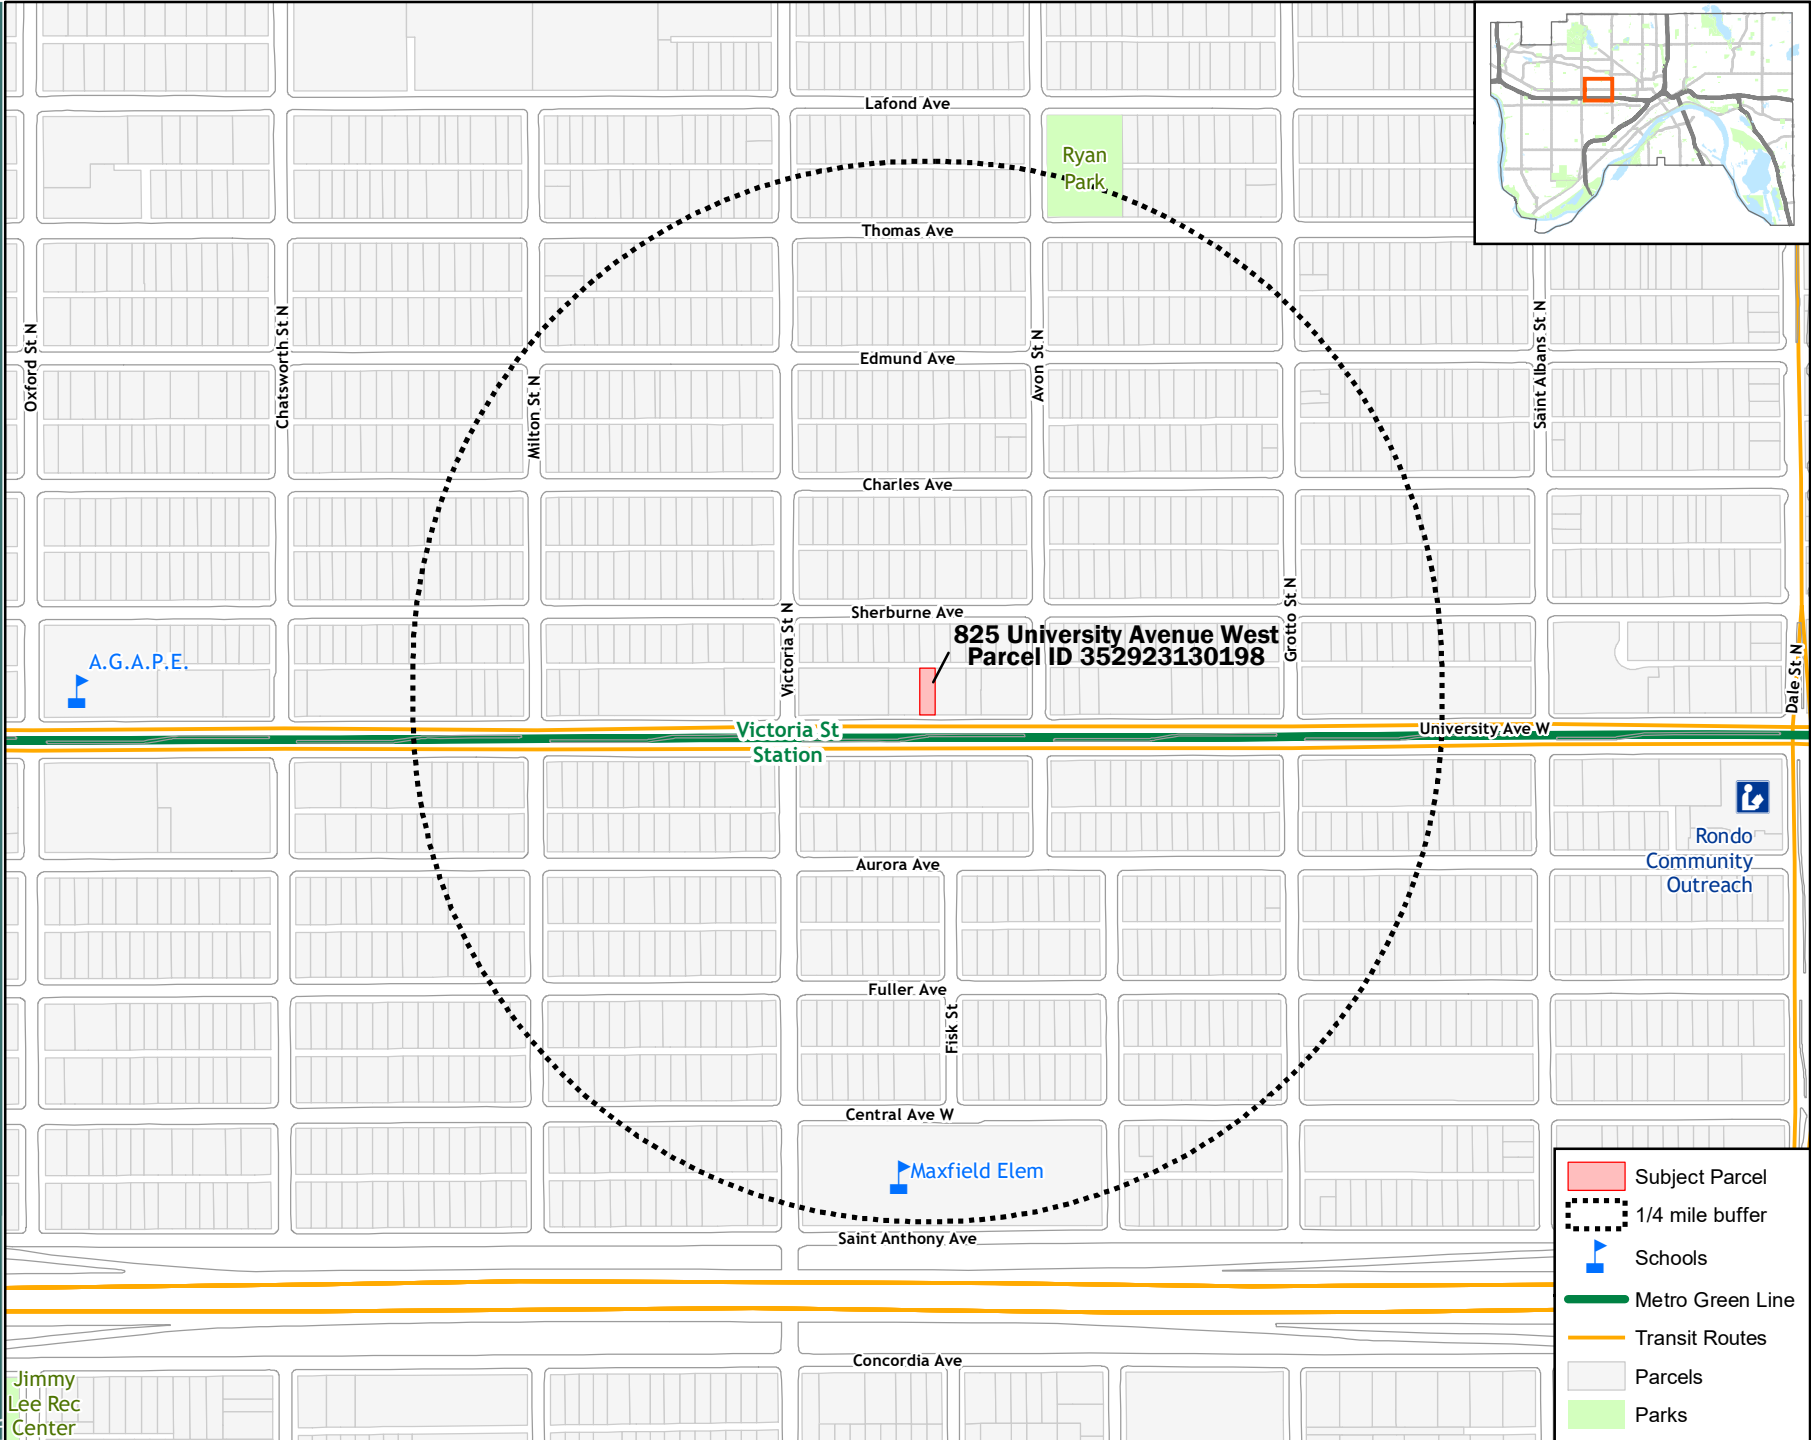 Lafond Ave
Ryan
Park
Thomas Ave
Oxford St N
Chatsworth St N
Milton St N
Edmund Ave
Avon St N
Saint Albans St N
Charles Ave
Sherburne Ave
Victoria St N
Grotto St N
825 University Avenue West
Parcel ID 352923130198
A.G.A.P.E.
Dale St N
Victoria St
Station
University Ave W
Rondo
Community
Outreach
Aurora Ave
Fuller Ave
Fisk St
Central Ave W
Maxfield Elem
Saint Anthony Ave
Concordia Ave
Jimmy
Lee Rec
Center
Subject Parcel
1/4 mile buffer
Schools
Metro Green Line
Transit Routes
Parcels
Parks